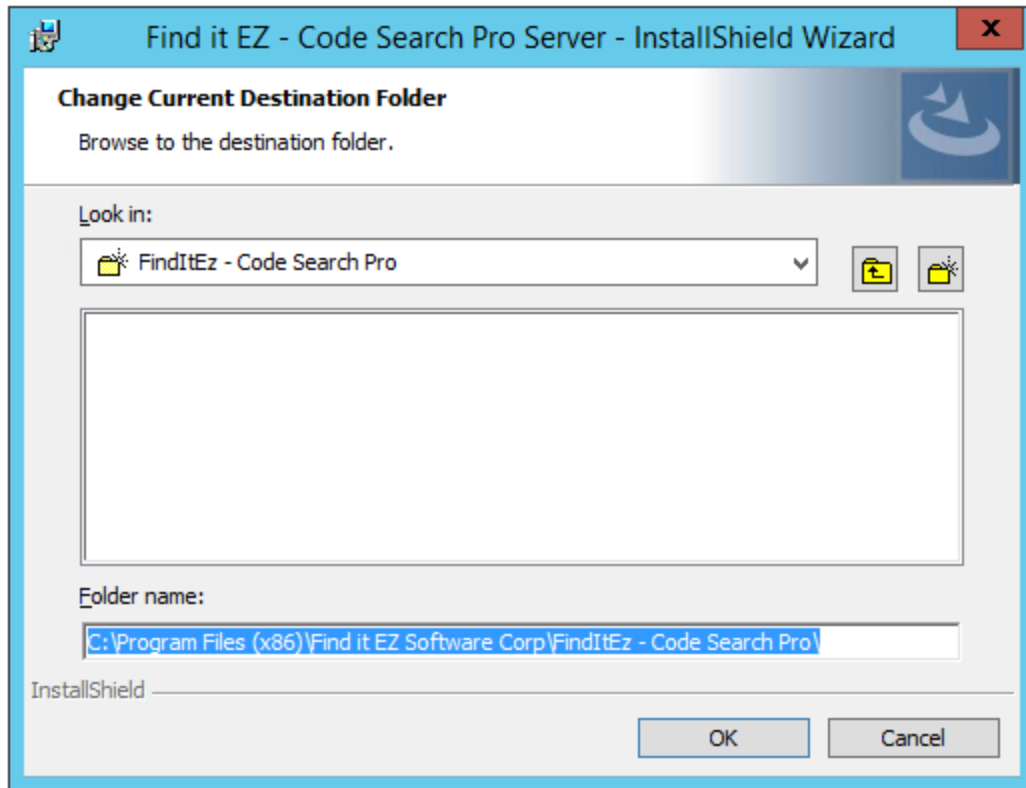 Find it EZ - Code Search Pro Server - InstallShield Wizard
x
Change Current Destination Folder
Browse to the destination folder.
Look in:
FindItEz - Code Search Pro
Folder name:
C:\Program Files (x86)\Find it EZ Software Corp\FindItEz - Code Search Pro\
InstallShield
OK Cancel